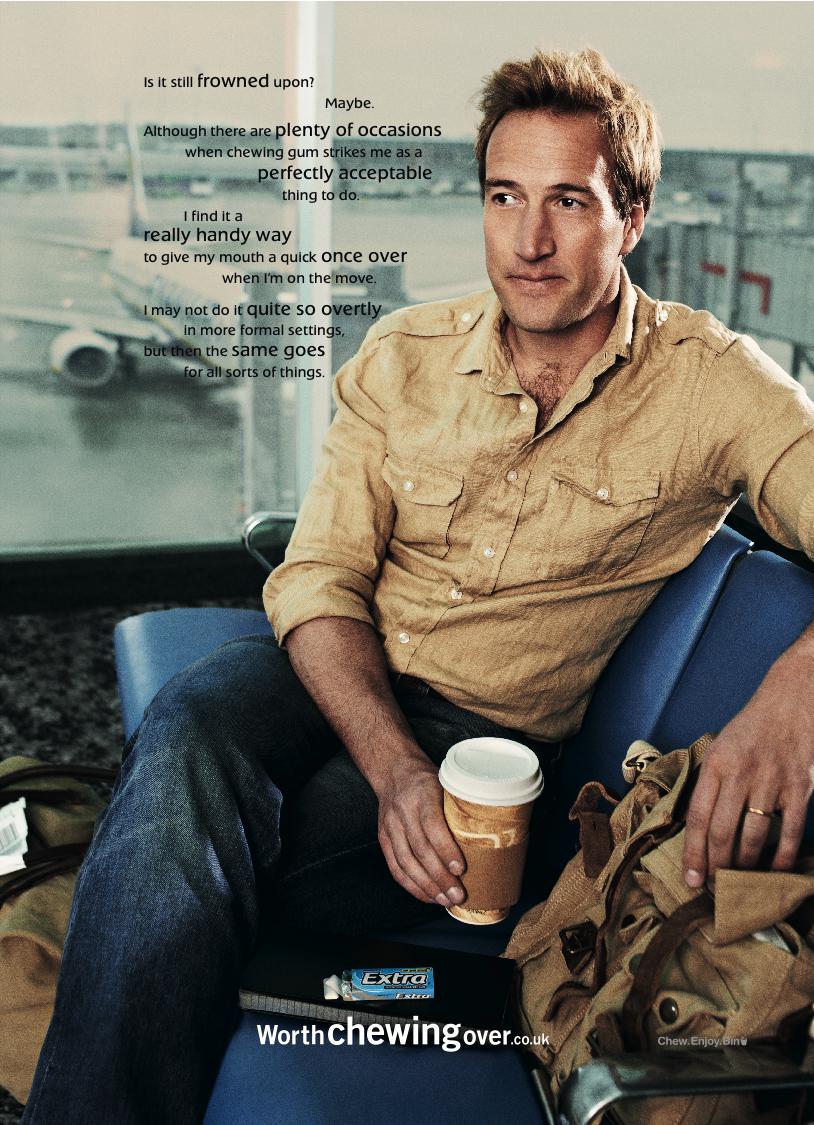 Is it still frowned upon?
Maybe.
Although there are plenty of occasions
when chewing gum strikes me as a
perfectly acceptable
thing to do.
I find it a
really handy way
to give my mouth a quick once over
when I'm on the move.
I may not do it quite so overtly
in more formal settings,
but then the same goes
for all sorts of things.
Extra
Extra
Worthchewingover.co.uk
Chew.Enjoy.Bin